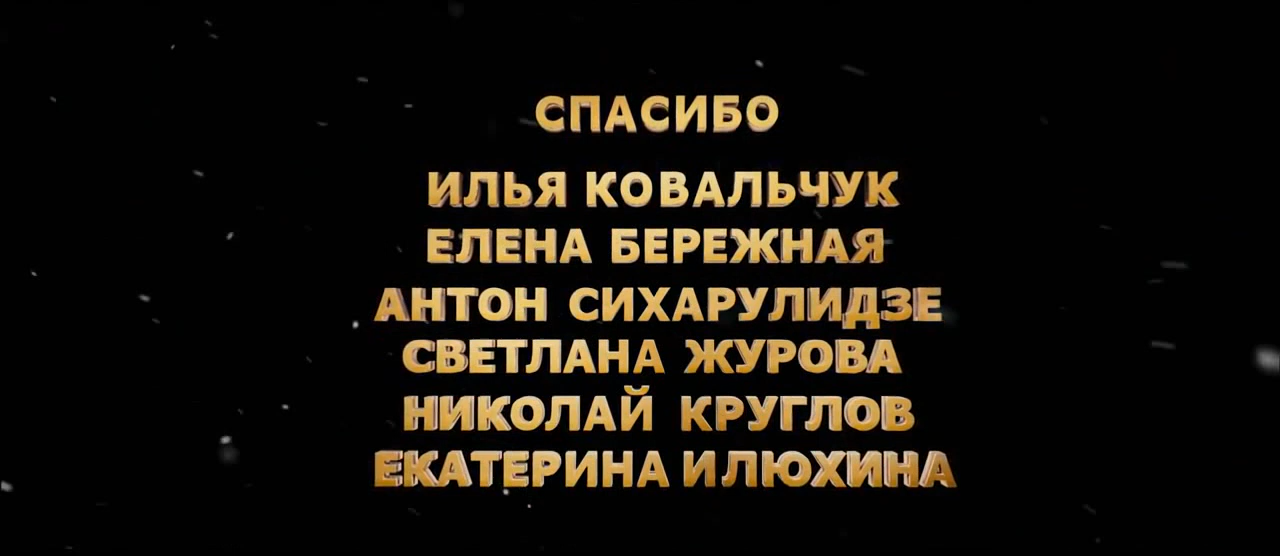 СПАСИБО
ИЛЬЯ КОВАЛЬЧУК
ЕЛЕНА БЕРЕЖНАЯ
АНТОН СИХАРУЛИДЗЕ
СВЕТЛАНА ЖУРОВА
НИКОЛАЙ КРУГЛОВ
ЕКАТЕРИНА ИЛЮХИНА